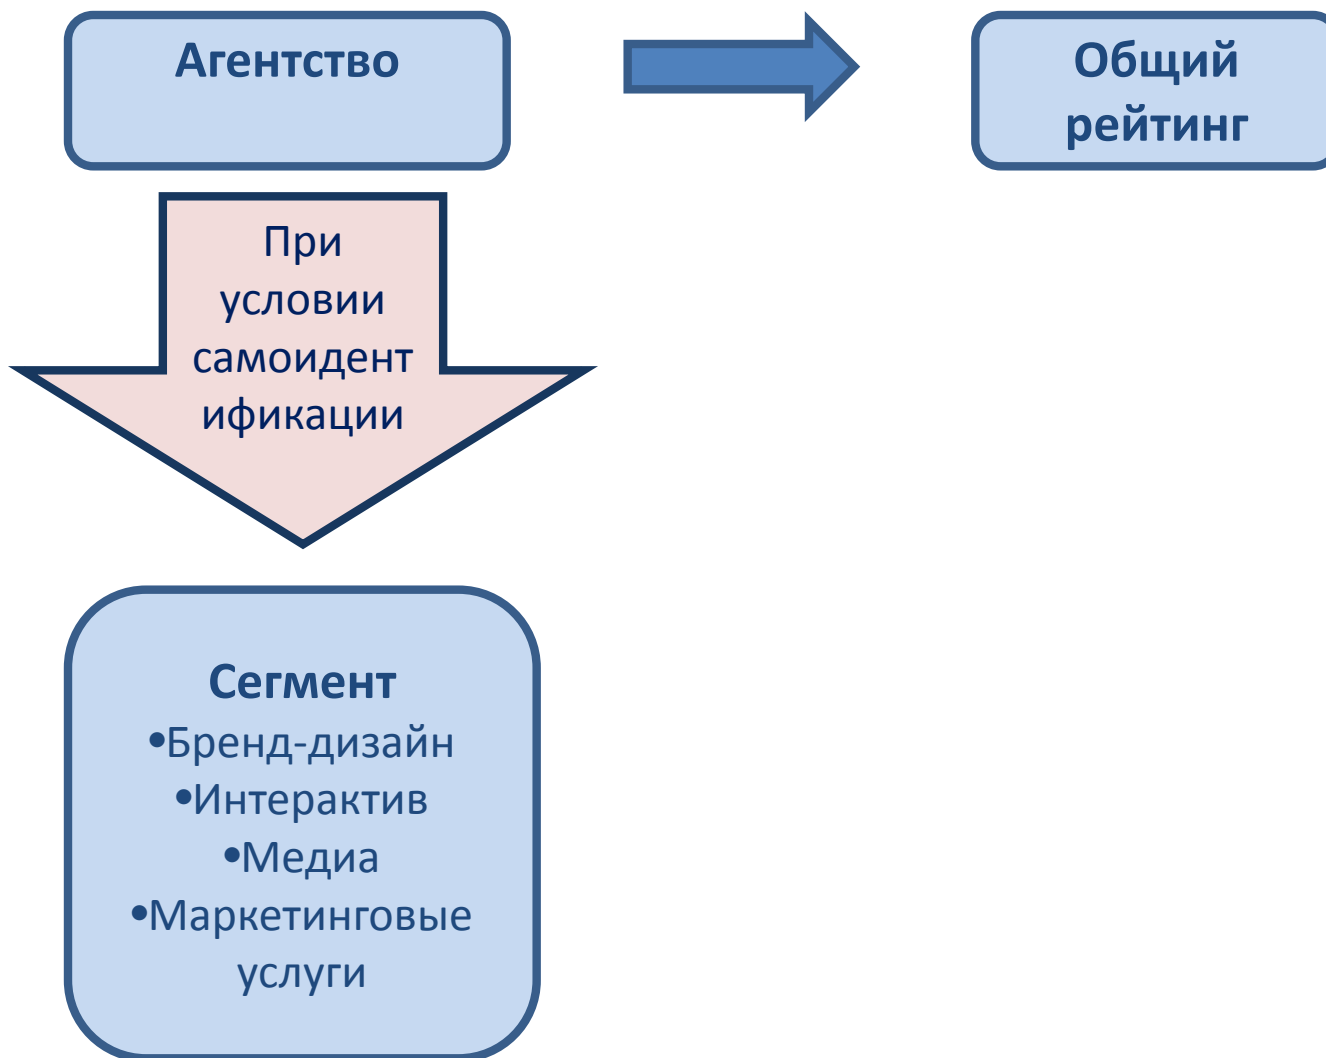 Агентство
Общий
рейтинг
При
условии
самоидент
ификации
Сегмент
•Бренд-дизайн
•Интерактив
•Медиа
•Маркетинговые
услуги